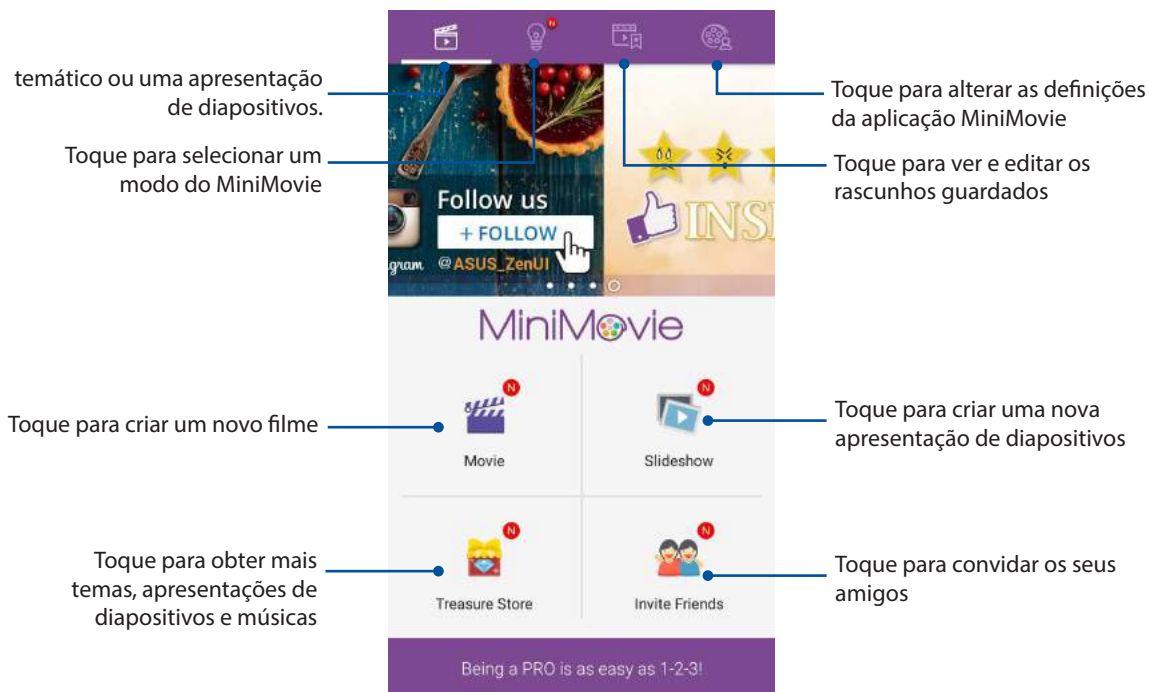 temático ou uma apresentação
de diapositivos.
Toque para selecionar um
modo do MiniMovie
Toque para criar um novo filme
Toque para obter mais
temas, apresentações de
diapositivos e músicas
N
Follow us
+ FOLLOW
gram @ASUS_ZenUI
INSP
MiniMovie
N
Movie
N
Slideshow
N
Treasure Store
N
Invite Friends
Being a PRO is as easy as 1-2-3!
Toque para alterar as definições
da aplicação MiniMovie
Toque para ver e editar os
rascunhos guardados
Toque para criar uma nova
apresentação de diapositivos
Toque para convidar os seus
amigos